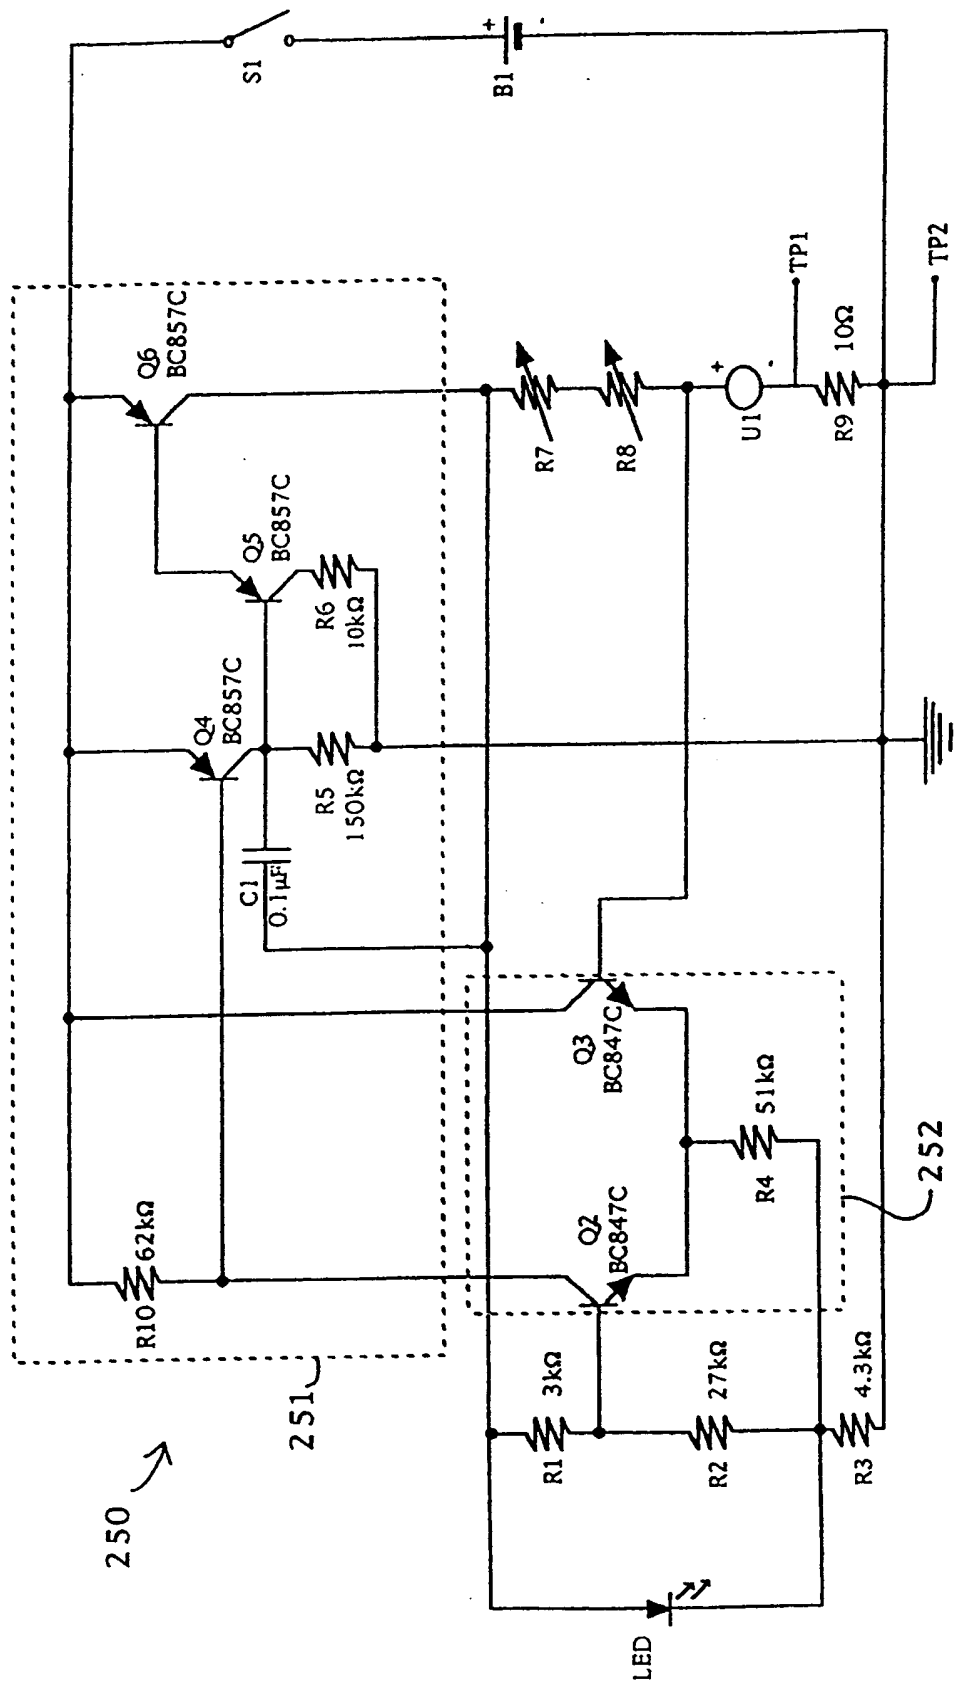 250
251
252
R10 62kΩ
Q4
BC857C
Q5
BC857C
Q6
BC857C
C1
0.1μF
R5
150kΩ
R6
10kΩ
S1
B1
+
LED
R1 3kΩ
R2 27kΩ
R3 4.3kΩ
Q2
BC847C
Q3
BC847C
R4 51kΩ
R7
R8
U1
+
R9 10Ω
TP1
TP2